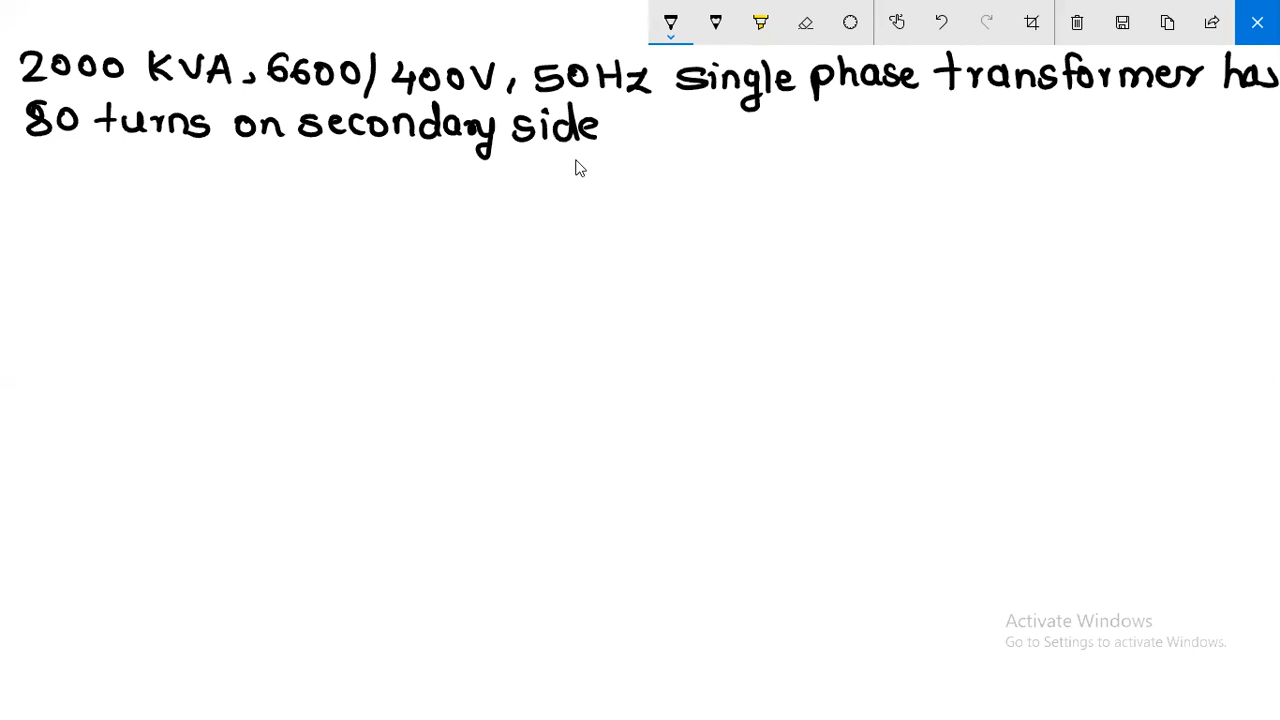 2000 KVA, 6600/400V, 50Hz single phase transformer has
80 turns on secondary side
Activate Windows
Go to Settings to activate Windows.